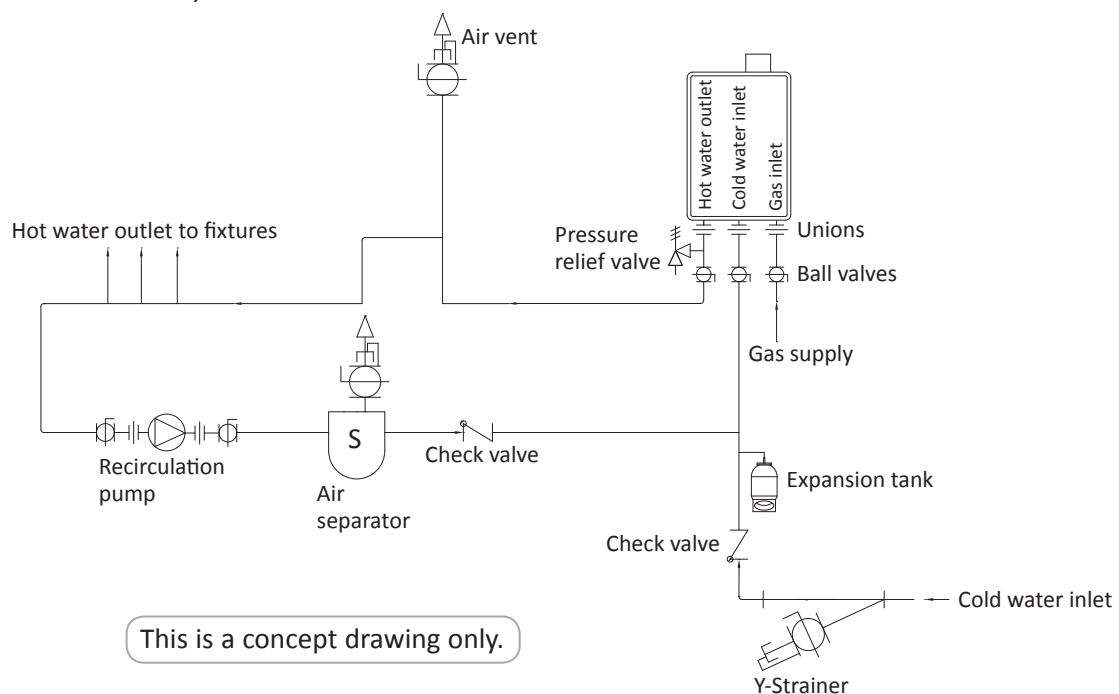 Air vent
Hot water outlet
Cold water inlet
Gas inlet
Hot water outlet to fixtures
Pressure
relief valve
Unions
Ball valves
Gas supply
S
Recirculation
pump
Air
separator
Check valve
Expansion tank
Check valve
Cold water inlet
This is a concept drawing only.
Y-Strainer